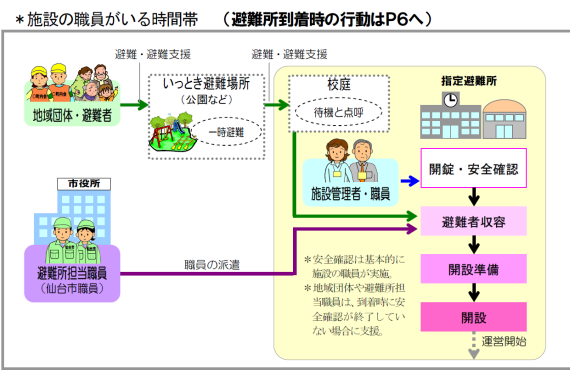 ＊施設の職員がいる時間帯　（避難所到着時の行動はP6へ）
避難・避難支援
避難・避難支援
地域団体・避難者
いっとき避難場所
（公園など）
一時避難
校庭
待機と点呼
指定避難所
施設管理者・職員
開錠・安全確認
市役所
避難所担当職員
（仙台市職員）
職員の派遣
避難者収容
＊安全確認は基本的に
施設の職員が実施。
＊地域団体や避難所担
当職員は、到着時に安
全確認が終了してい
ない場合に支援。
開設準備
開設
運営開始